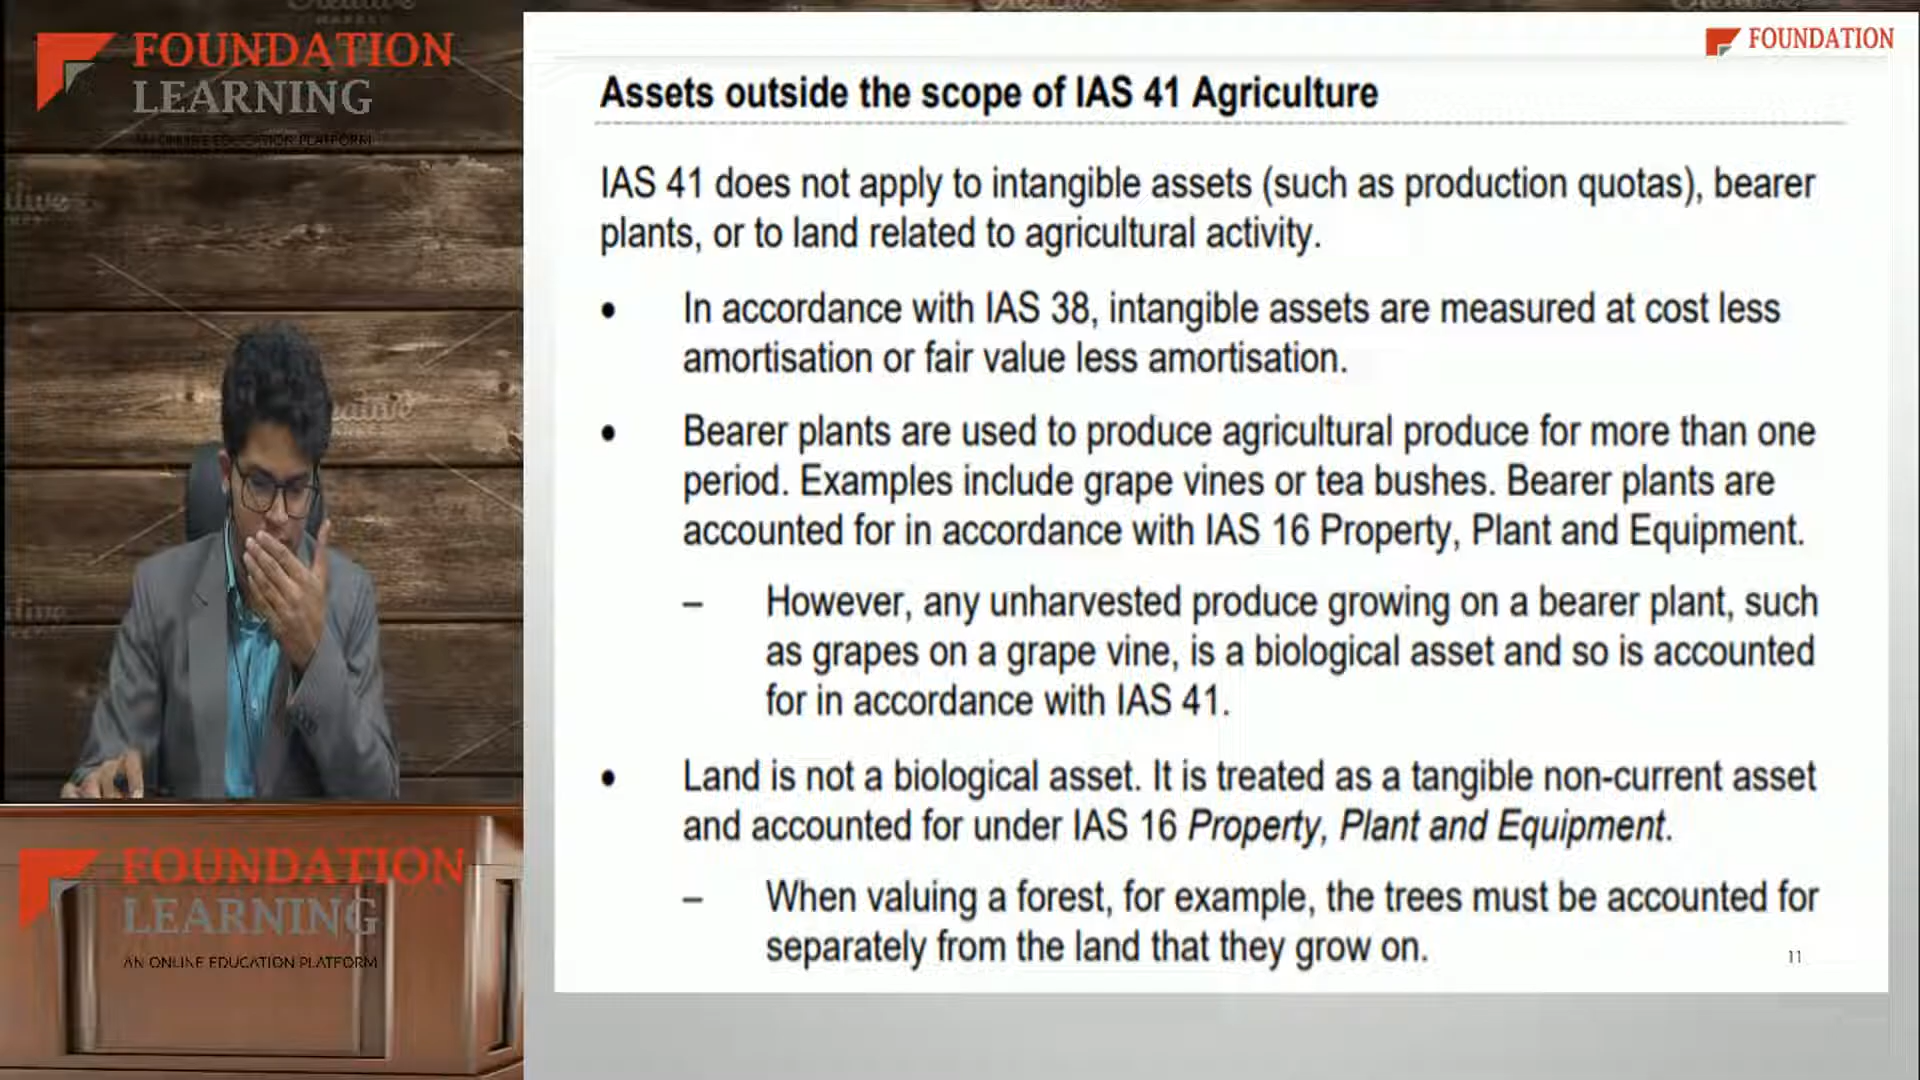 FOUNDATION
LEARNING
AN ONLINE EDUCATION PLATFORM
FOUNDATION
Assets outside the scope of IAS 41 Agriculture
IAS 41 does not apply to intangible assets (such as production quotas), bearer
plants, or to land related to agricultural activity.
• In accordance with IAS 38, intangible assets are measured at cost less
amortisation or fair value less amortisation.
• Bearer plants are used to produce agricultural produce for more than one
period. Examples include grape vines or tea bushes. Bearer plants are
accounted for in accordance with IAS 16 Property, Plant and Equipment.
– However, any unharvested produce growing on a bearer plant, such
as grapes on a grape vine, is a biological asset and so is accounted
for in accordance with IAS 41.
• Land is not a biological asset. It is treated as a tangible non-current asset
and accounted for under IAS 16 Property, Plant and Equipment.
– When valuing a forest, for example, the trees must be accounted for
separately from the land that they grow on.
11
FOUNDATION
LEARNING
AN ONLINE EDUCATION PLATFORM